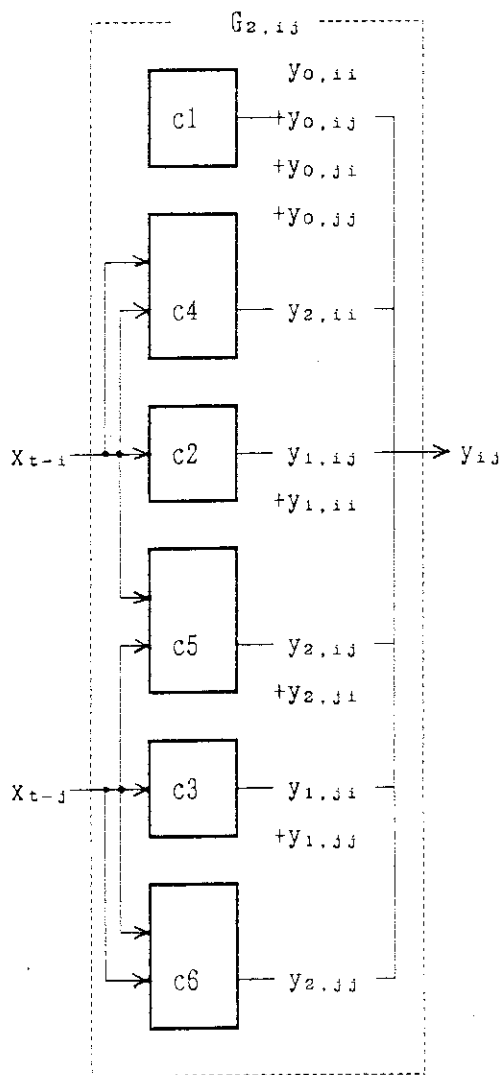 G2,ij
y0,ii
c1 +y0,ij
+y0,ji
+y0,jj
c4 y2,ii
xt-i c2 y1,ij yij
+y1,ii
c5 y2,ij
+y2,ji
xt-j c3 y1,ji
+y1,jj
c6 y2,jj